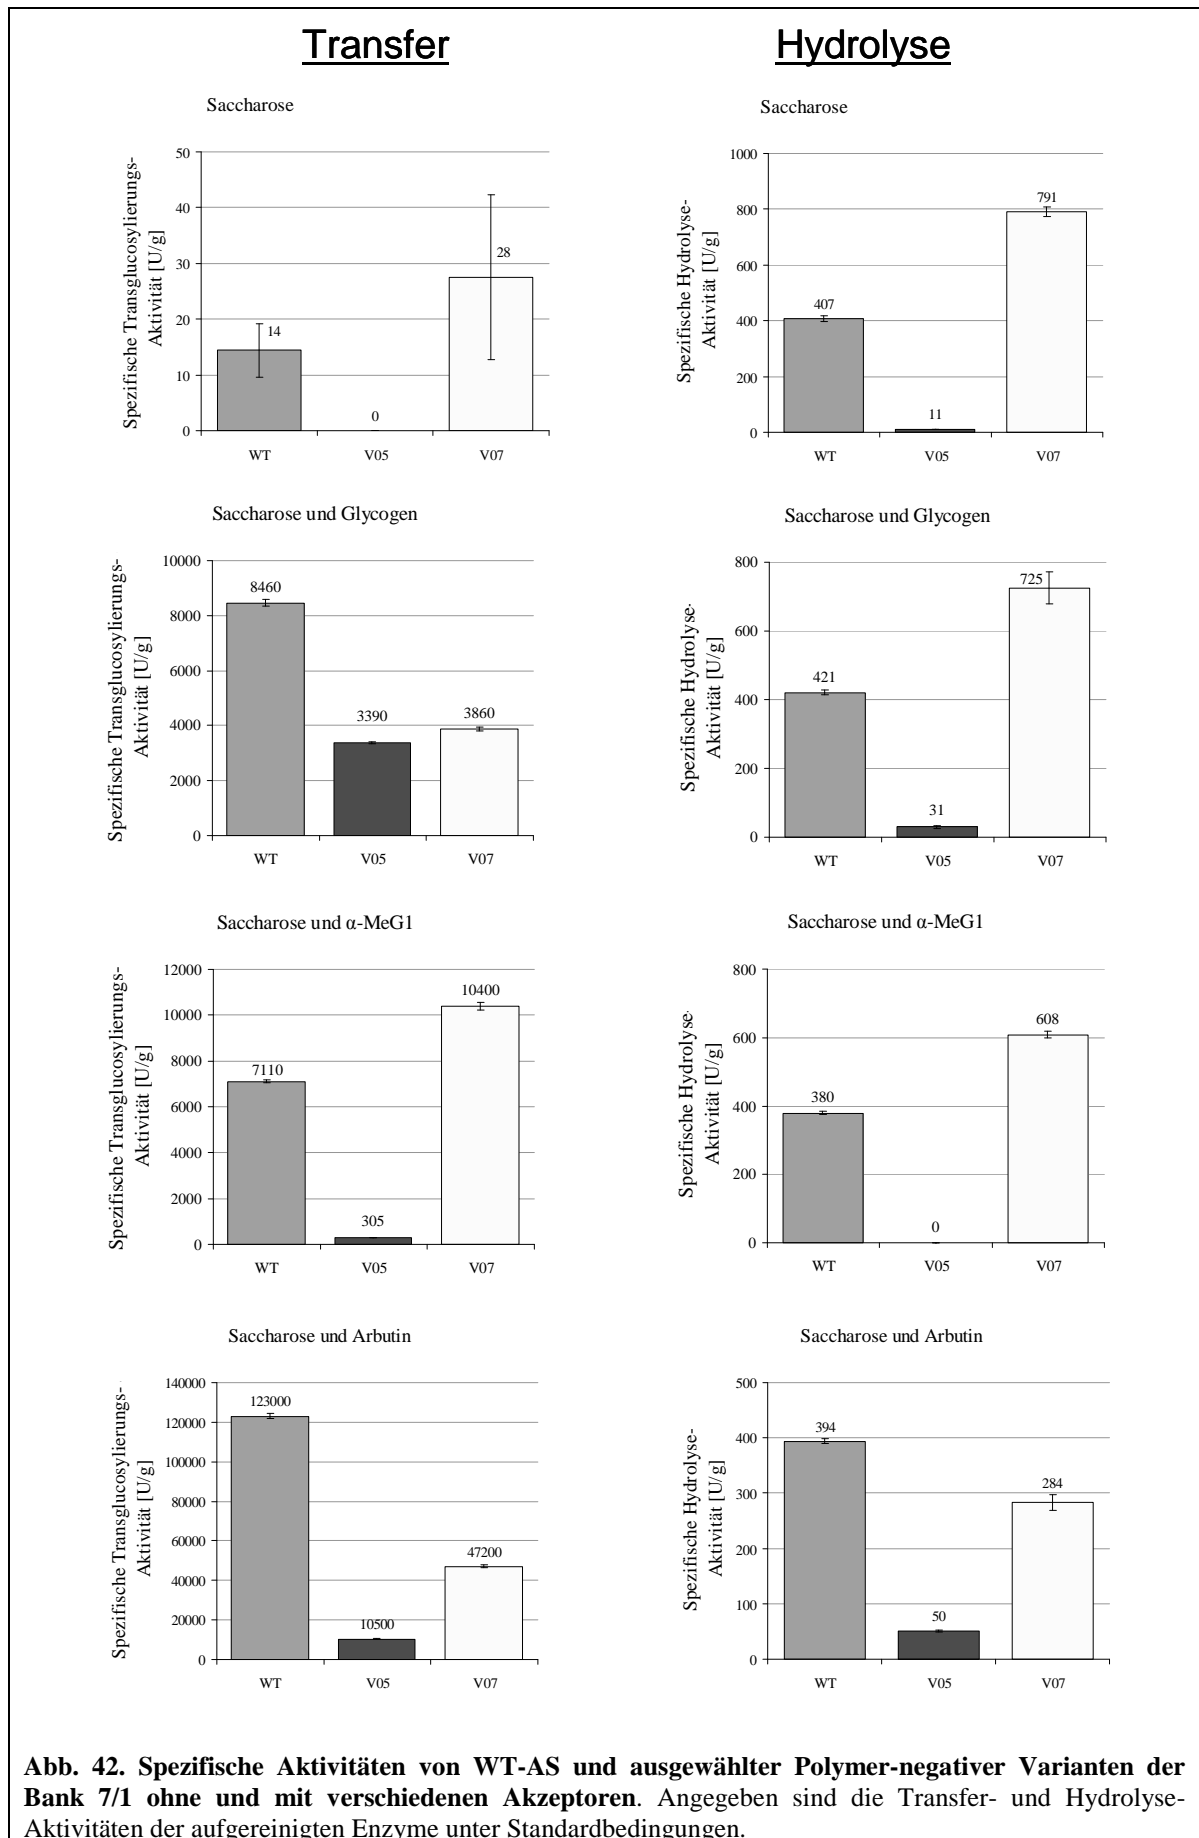 Transfer
Hydrolyse
Saccharose
Spezifische Transglucosylierungs-
Aktivität [U/g]
50
40
30
20
10
0
14
0
28
WT
V05
V07
Saccharose
Spezifische Hydrolyse-
Aktivität [U/g]
1000
800
600
400
200
0
407
11
791
WT
V05
V07
Saccharose und Glycogen
Spezifische Transglucosylierungs-
Aktivität [U/g]
10000
8000
6000
4000
2000
0
8460
3390
3860
WT
V05
V07
Saccharose und Glycogen
Spezifische Hydrolyse-
Aktivität [U/g]
800
600
400
200
0
421
31
725
WT
V05
V07
Saccharose und α-MeG1
Spezifische Transglucosylierungs-
Aktivität [U/g]
12000
10000
8000
6000
4000
2000
0
7110
305
10400
WT
V05
V07
Saccharose und α-MeG1
Spezifische Hydrolyse-
Aktivität [U/g]
800
600
400
200
0
380
0
608
WT
V05
V07
Saccharose und Arbutin
Spezifische Transglucosylierungs-
Aktivität [U/g]
140000
120000
100000
80000
60000
40000
20000
0
123000
10500
47200
WT
V05
V07
Saccharose und Arbutin
Spezifische Hydrolyse-
Aktivität [U/g]
500
400
300
200
100
0
394
50
284
WT
V05
V07
Abb. 42. Spezifische Aktivitäten von WT-AS und ausgewählter Polymer-negativer Varianten der
Bank 7/1 ohne und mit verschiedenen Akzeptoren. Angegeben sind die Transfer- und Hydrolyse-
Aktivitäten der aufgereinigten Enzyme unter Standardbedingungen.